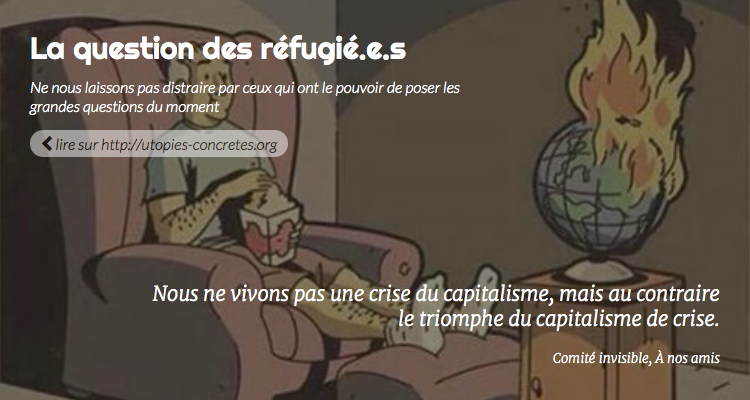 La question des réfugié.e.s
Ne nous laissons pas distraire par ceux qui ont le pouvoir de poser les
grandes questions du moment
lire sur http://utopies-concretes.org
Nous ne vivons pas une crise du capitalisme, mais au contraire
le triomphe du capitalisme de crise.
Comité invisible, À nos amis